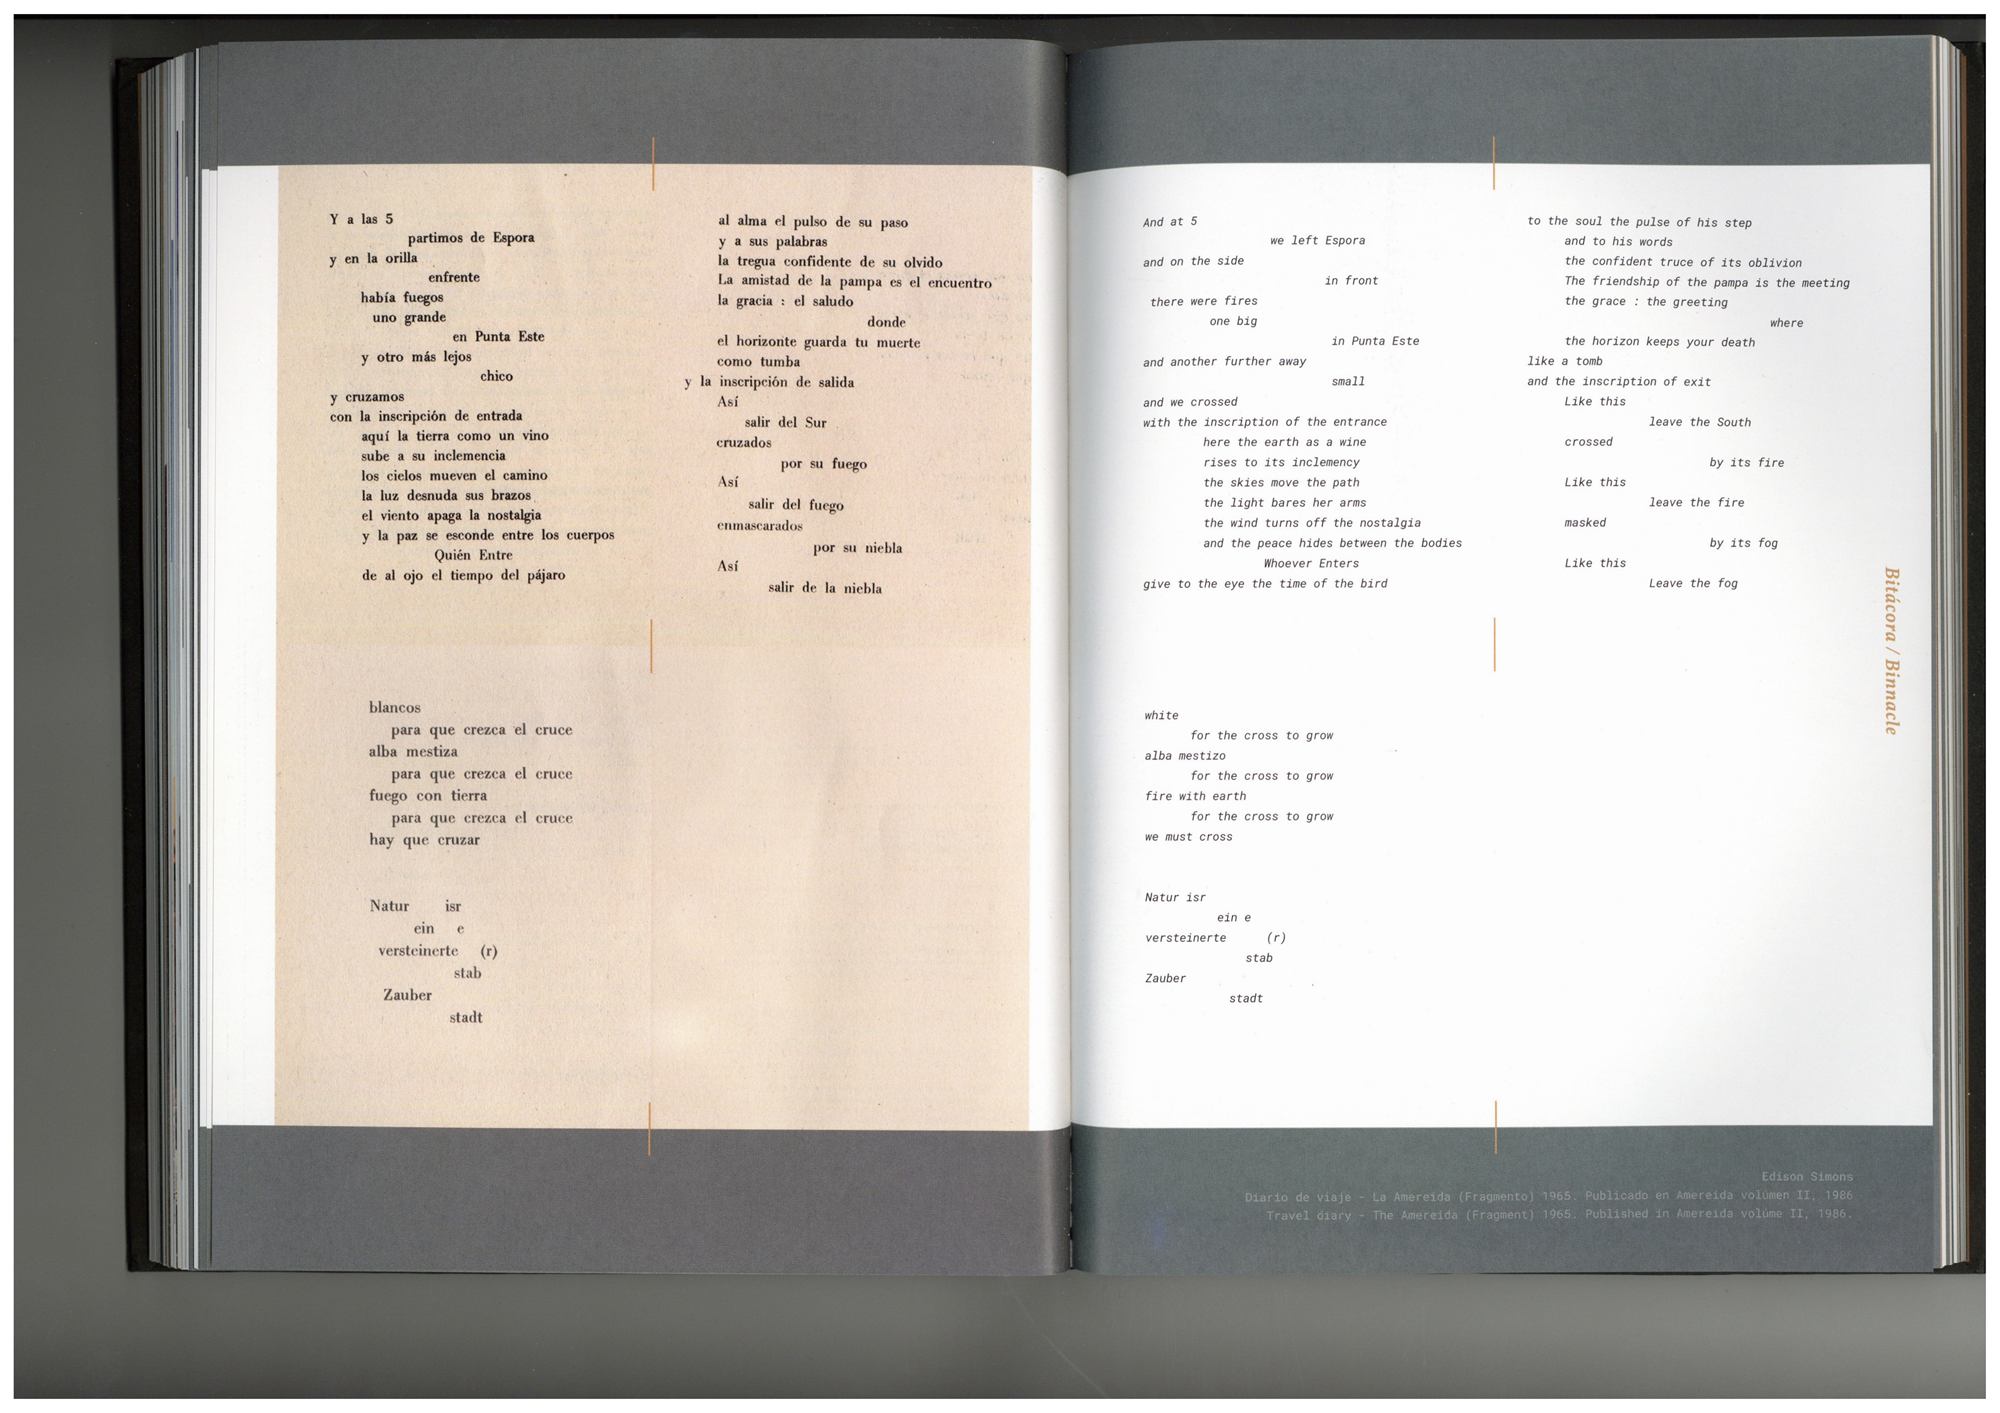 Y a las 5
partimos de Espora
y en la orilla
enfrente
había fuegos
uno grande
en Punta Este
y otro más lejos
chico
y cruzamos
con la inscripción de entrada
aquí la tierra como un vino
sube a su inclemencia
los cielos mueven el camino
la luz desnuda sus brazos
el viento apaga la nostalgia
y la paz se esconde entre los cuerpos
Quién Entre
de al ojo el tiempo del pájaro
al alma el pulso de su paso
y a sus palabras
la tregua confidente de su olvido
La amistad de la pampa es el encuentro
la gracia : el saludo
donde
el horizonte guarda tu muerte
como tumba
y la inscripción de salida
Así
salir del Sur
cruzados
por su fuego
Así
salir del fuego
enmascarados
por su niebla
Así
salir de la niebla
blancos
para que crezca el cruce
alba mestiza
para que crezca el cruce
fuego con tierra
para que crezca el cruce
hay que cruzar
Natur isr
ein e
versteinerte (r)
stab
Zauber
stadt
And at 5
we left Espora
and on the side
in front
there were fires
one big
in Punta Este
and another further away
small
and we crossed
with the inscription of the entrance
here the earth as a wine
rises to its inclemency
the skies move the path
the light bares her arms
the wind turns off the nostalgia
and the peace hides between the bodies
Whoever Enters
give to the eye the time of the bird
to the soul the pulse of his step
and to his words
the confident truce of its oblivion
The friendship of the pampa is the meeting
the grace : the greeting
where
the horizon keeps your death
like a tomb
and the inscription of exit
Like this
leave the South
crossed
by its fire
Like this
leave the fire
masked
by its fog
Like this
Leave the fog
white
for the cross to grow
alba mestizo
for the cross to grow
fire with earth
for the cross to grow
we must cross
Natur isr
ein e
versteinerte (r)
stab
Zauber
stadt
Bitácora / Binnacle
Edison Simons
Diario de viaje - La Amereida (Fragmento) 1965. Publicado en Amereida volúmen II, 1986
Travel diary - The Amereida (Fragment) 1965. Published in Amereida volúme II, 1986.